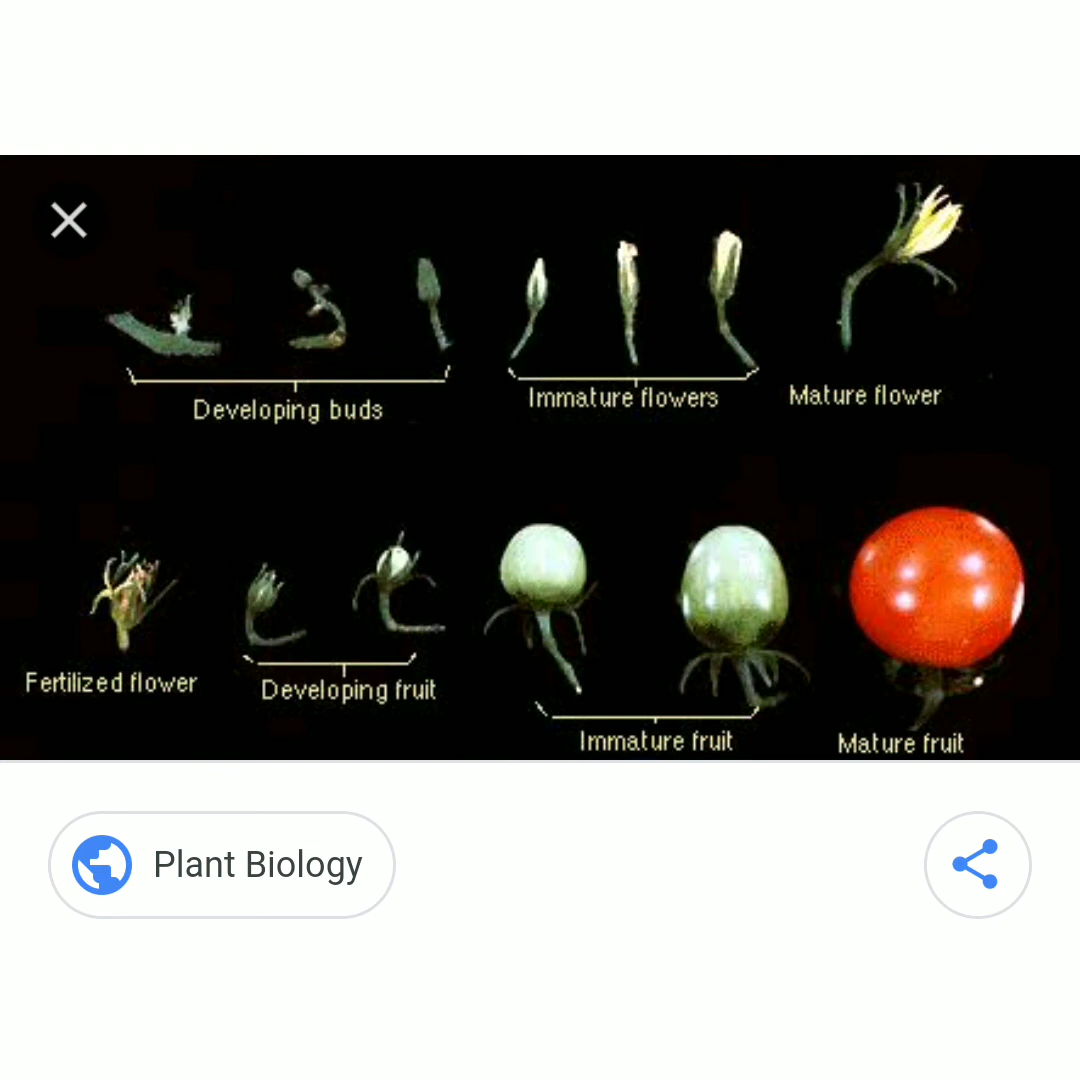 Developing buds
Immature flowers
Mature flower
Fertilized flower
Developing fruit
Immature fruit
Mature fruit
Plant Biology